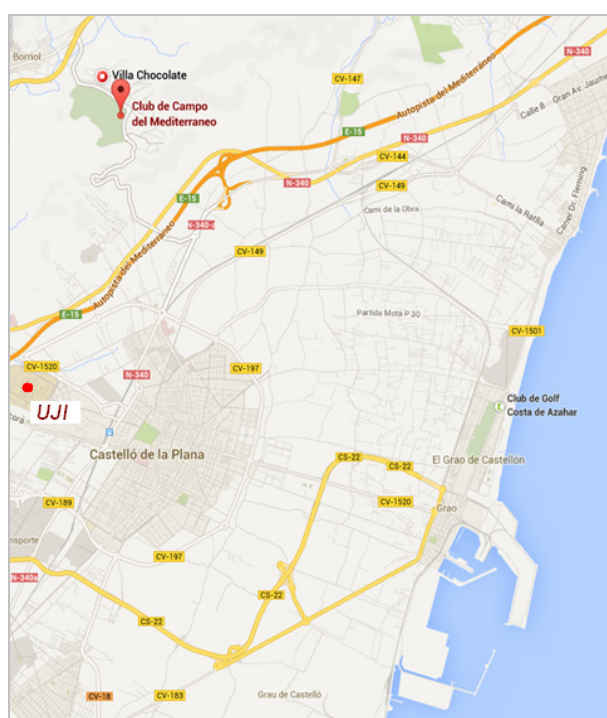 Borriol
N-340
CV-147
Villa Chocolate
Autopista del Mediterráneo
Gran Av. Jaume
Calle 8
Club de Campo
del Mediterraneo
E-15
N-340
CV-144
N-340
CV-149
Cami la Ratlla
Carrer Dr. Fleming
E-15
Cami de la Obra
N-340-a
CV-149
Autopista del Mediterráneo
E-15
Partida Mota P 30
CV-1501
CV-1520
CV-197
N-340
UJI
Club de Golf
Costa de Azahar
Castelló de la Plana
CS-22
CS-22
El Grao de Castellón
CV-189
CV-1520
Grao
CV-197
N-340a
CS-22
CS-22
CV-18
CV-183
Grau de Castelló